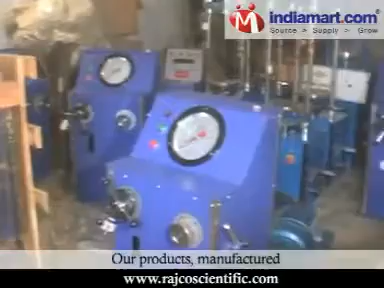 indiamart.com
Source > Supply > Grow
Our products, manufactured
www.rajcoscientific.com